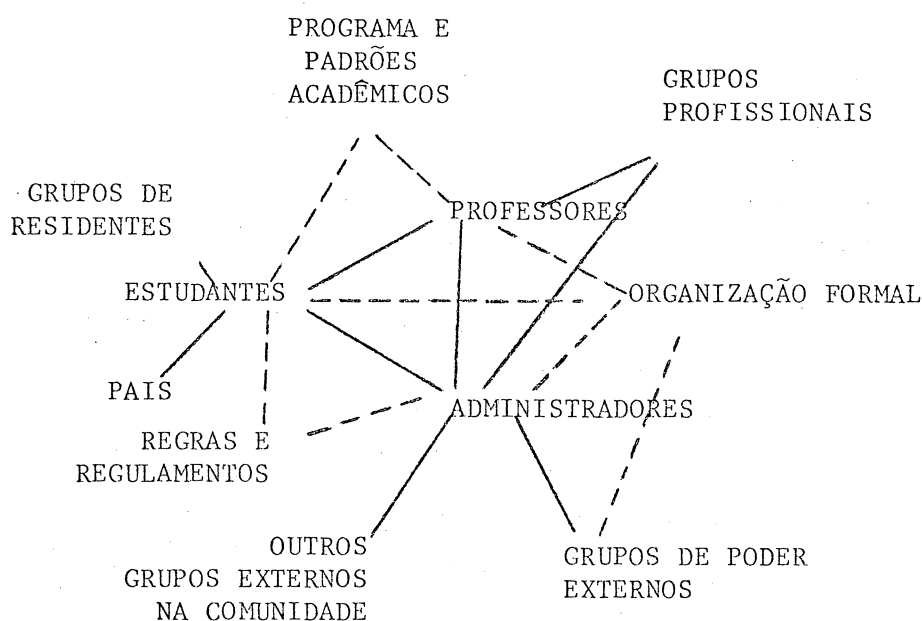 PROGRAMA E
PADRÕES
ACADÊMICOS
GRUPOS
PROFISSIONAIS
GRUPOS DE
RESIDENTES
PROFESSORES
ESTUDANTES
ORGANIZAÇÃO FORMAL
PAIS
ADMINISTRADORES
REGRAS E
REGULAMENTOS
OUTROS
GRUPOS EXTERNOS
NA COMUNIDADE
GRUPOS DE PODER
EXTERNOS